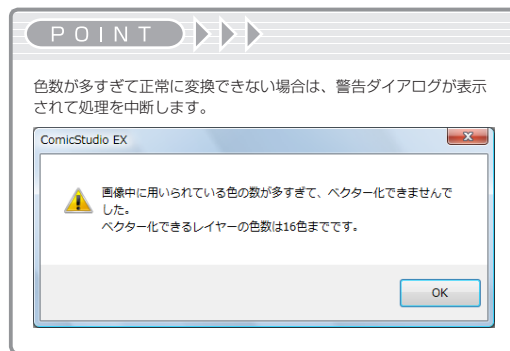 POINT
色数が多すぎて正常に変換できない場合は、警告ダイアログが表示
されて処理を中断します。
ComicStudio EX
画像中に用いられている色の数が多すぎて、ベクター化できませんで
した。
ベクター化できるレイヤーの色数は16色までです。
OK